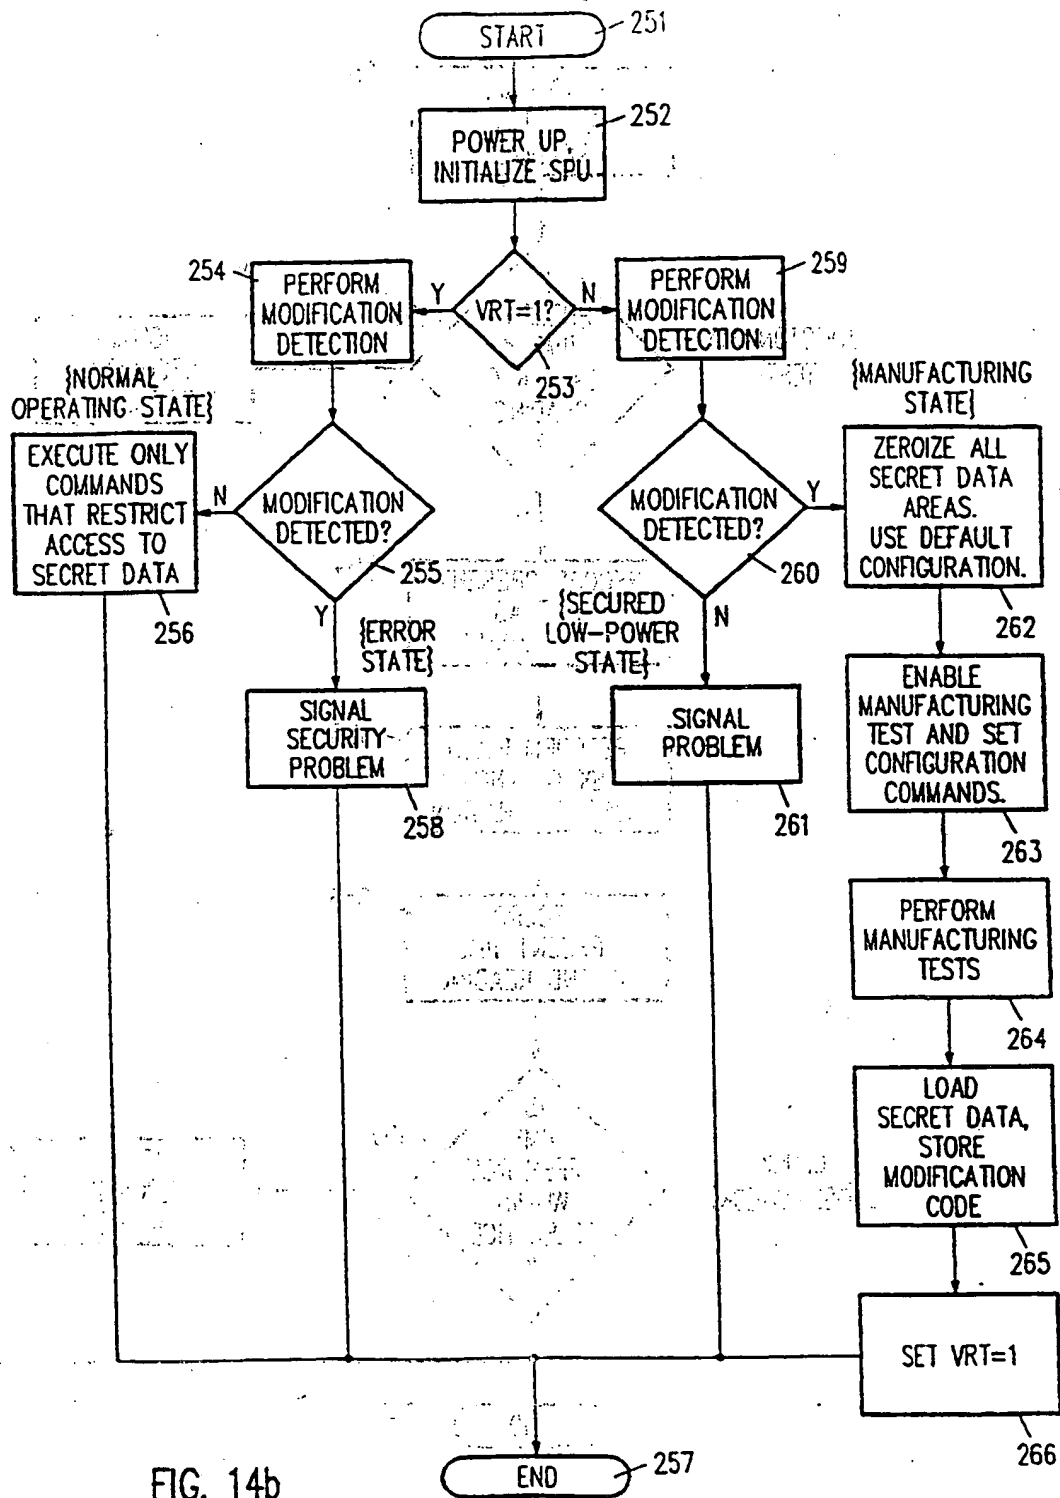 START
251
POWER UP,
INITIALIZE SPU
252
254
PERFORM
MODIFICATION
DETECTION
Y
VRT=1?
N
253
PERFORM
MODIFICATION
DETECTION
259
{NORMAL
OPERATING STATE}
EXECUTE ONLY
COMMANDS
THAT RESTRICT
ACCESS TO
SECRET DATA
256
N
MODIFICATION
DETECTED?
255
Y
{ERROR
STATE}
SIGNAL
SECURITY
PROBLEM
258
MODIFICATION
DETECTED?
260
Y
N
{SECURED
LOW-POWER
STATE}
SIGNAL
PROBLEM
261
{MANUFACTURING
STATE}
ZEROIZE ALL
SECRET DATA
AREAS.
USE DEFAULT
CONFIGURATION.
262
ENABLE
MANUFACTURING
TEST AND SET
CONFIGURATION
COMMANDS.
263
PERFORM
MANUFACTURING
TESTS
264
LOAD
SECRET DATA,
STORE
MODIFICATION
CODE
265
SET VRT=1
266
END
257
FIG. 14b